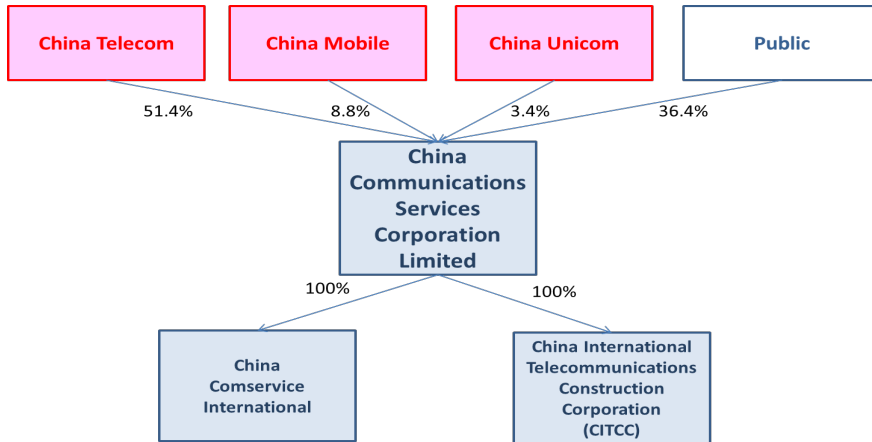 China Telecom
China Mobile
China Unicom
Public
51.4%
8.8%
3.4%
36.4%
China
Communications
Services
Corporation
Limited
100%
100%
China
Comservice
International
China International
Telecommunications
Construction
Corporation
(CITCC)